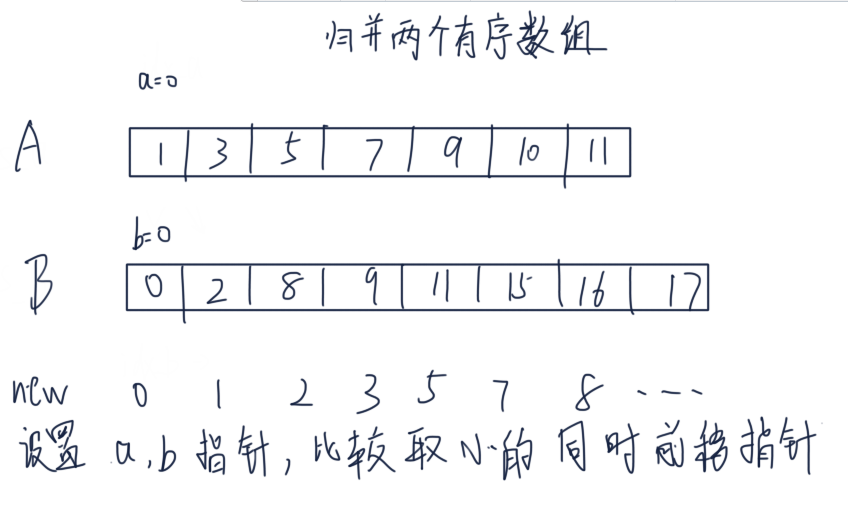 归并两个有序数组
a=0
A 1 3 5 7 9 10 11
b=0
B 0 2 8 9 11 15 16 17
new 0 1 2 3 5 7 8 ....
设置 a,b 指针,比较取小的 同时前移指针